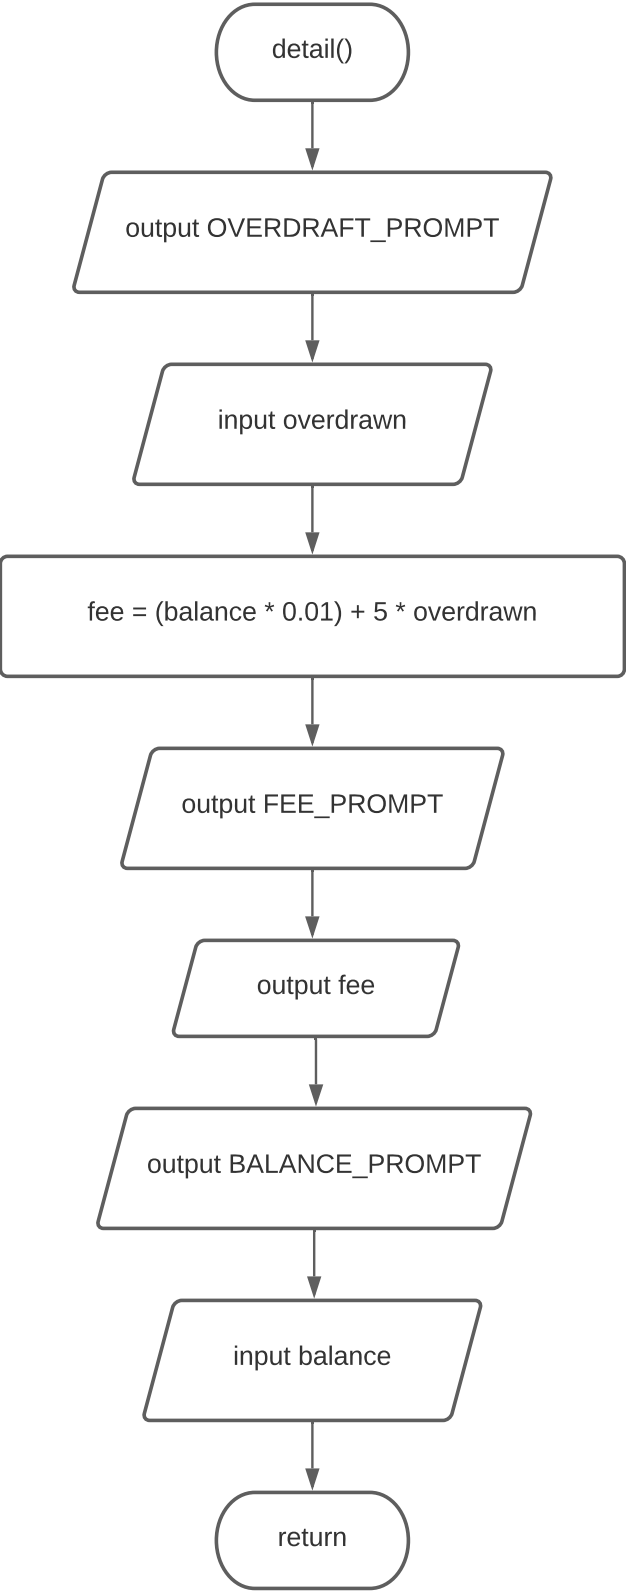 detail()
output OVERDRAFT_PROMPT
input overdrawn
fee = (balance * 0.01) + 5 * overdrawn
output FEE_PROMPT
output fee
output BALANCE_PROMPT
input balance
return